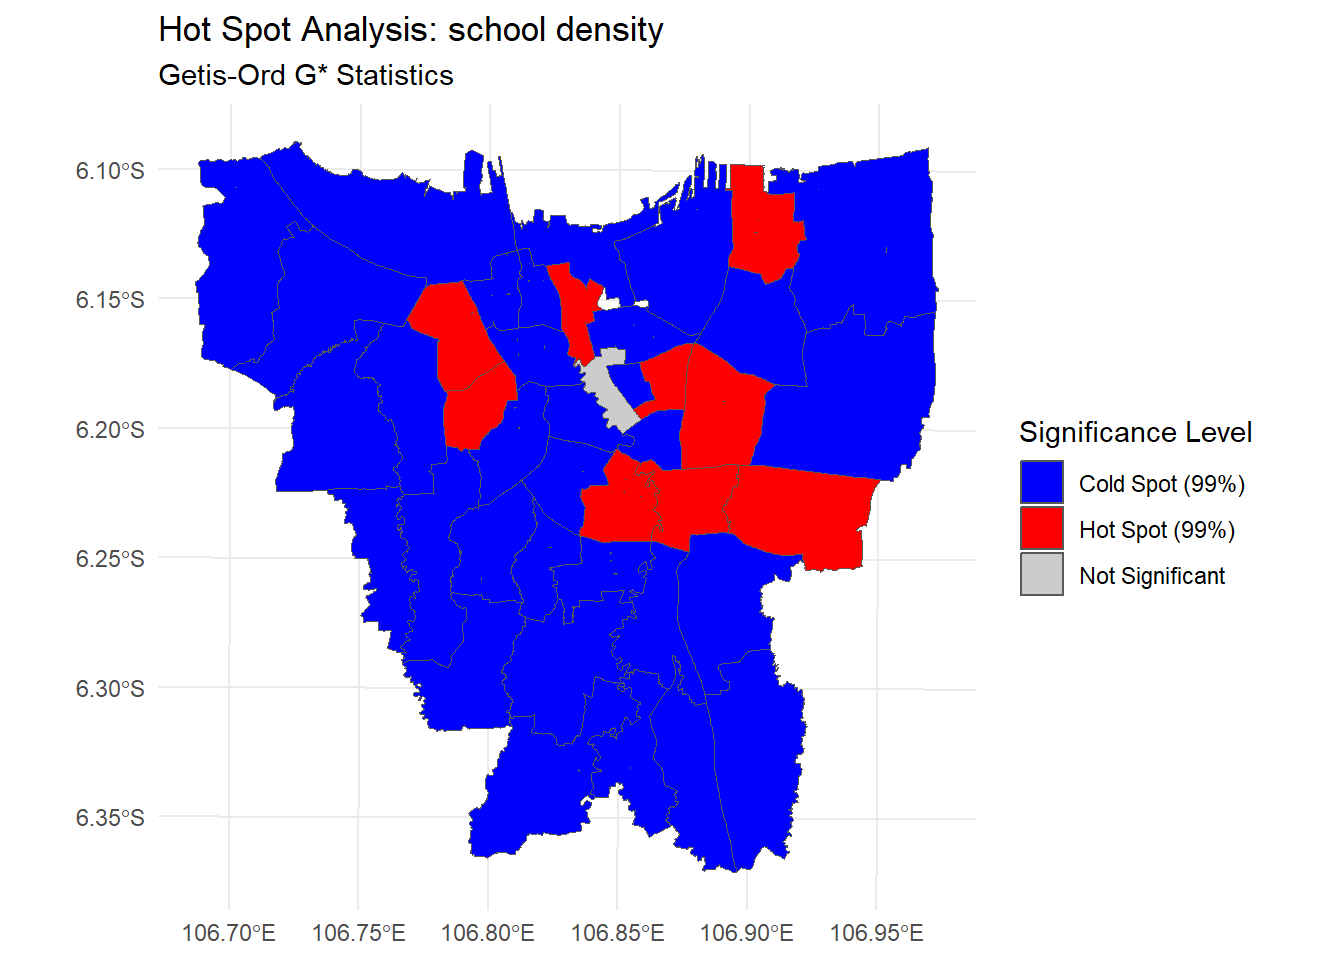 Hot Spot Analysis: school density
Getis-Ord G* Statistics
6.10°S
6.15°S
6.20°S
6.25°S
6.30°S
6.35°S
106.70°E
106.75°E
106.80°E
106.85°E
106.90°E
106.95°E
Significance Level
Cold Spot (99%)
Hot Spot (99%)
Not Significant